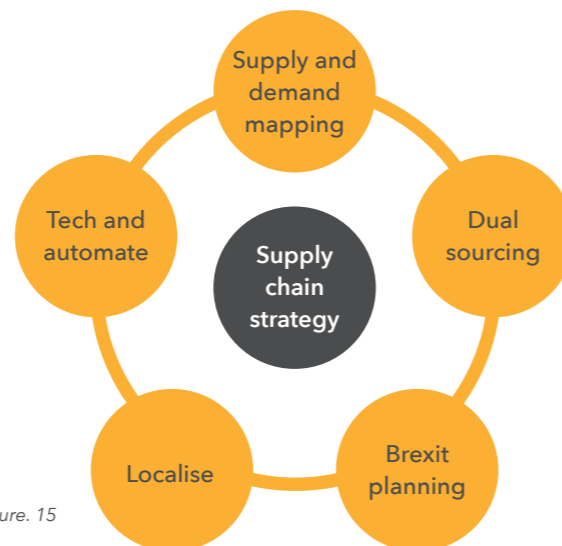 Supply and
demand
mapping
Tech and
automate
Dual
sourcing
Supply
chain
strategy
Localise
Brexit
planning
ure. 15